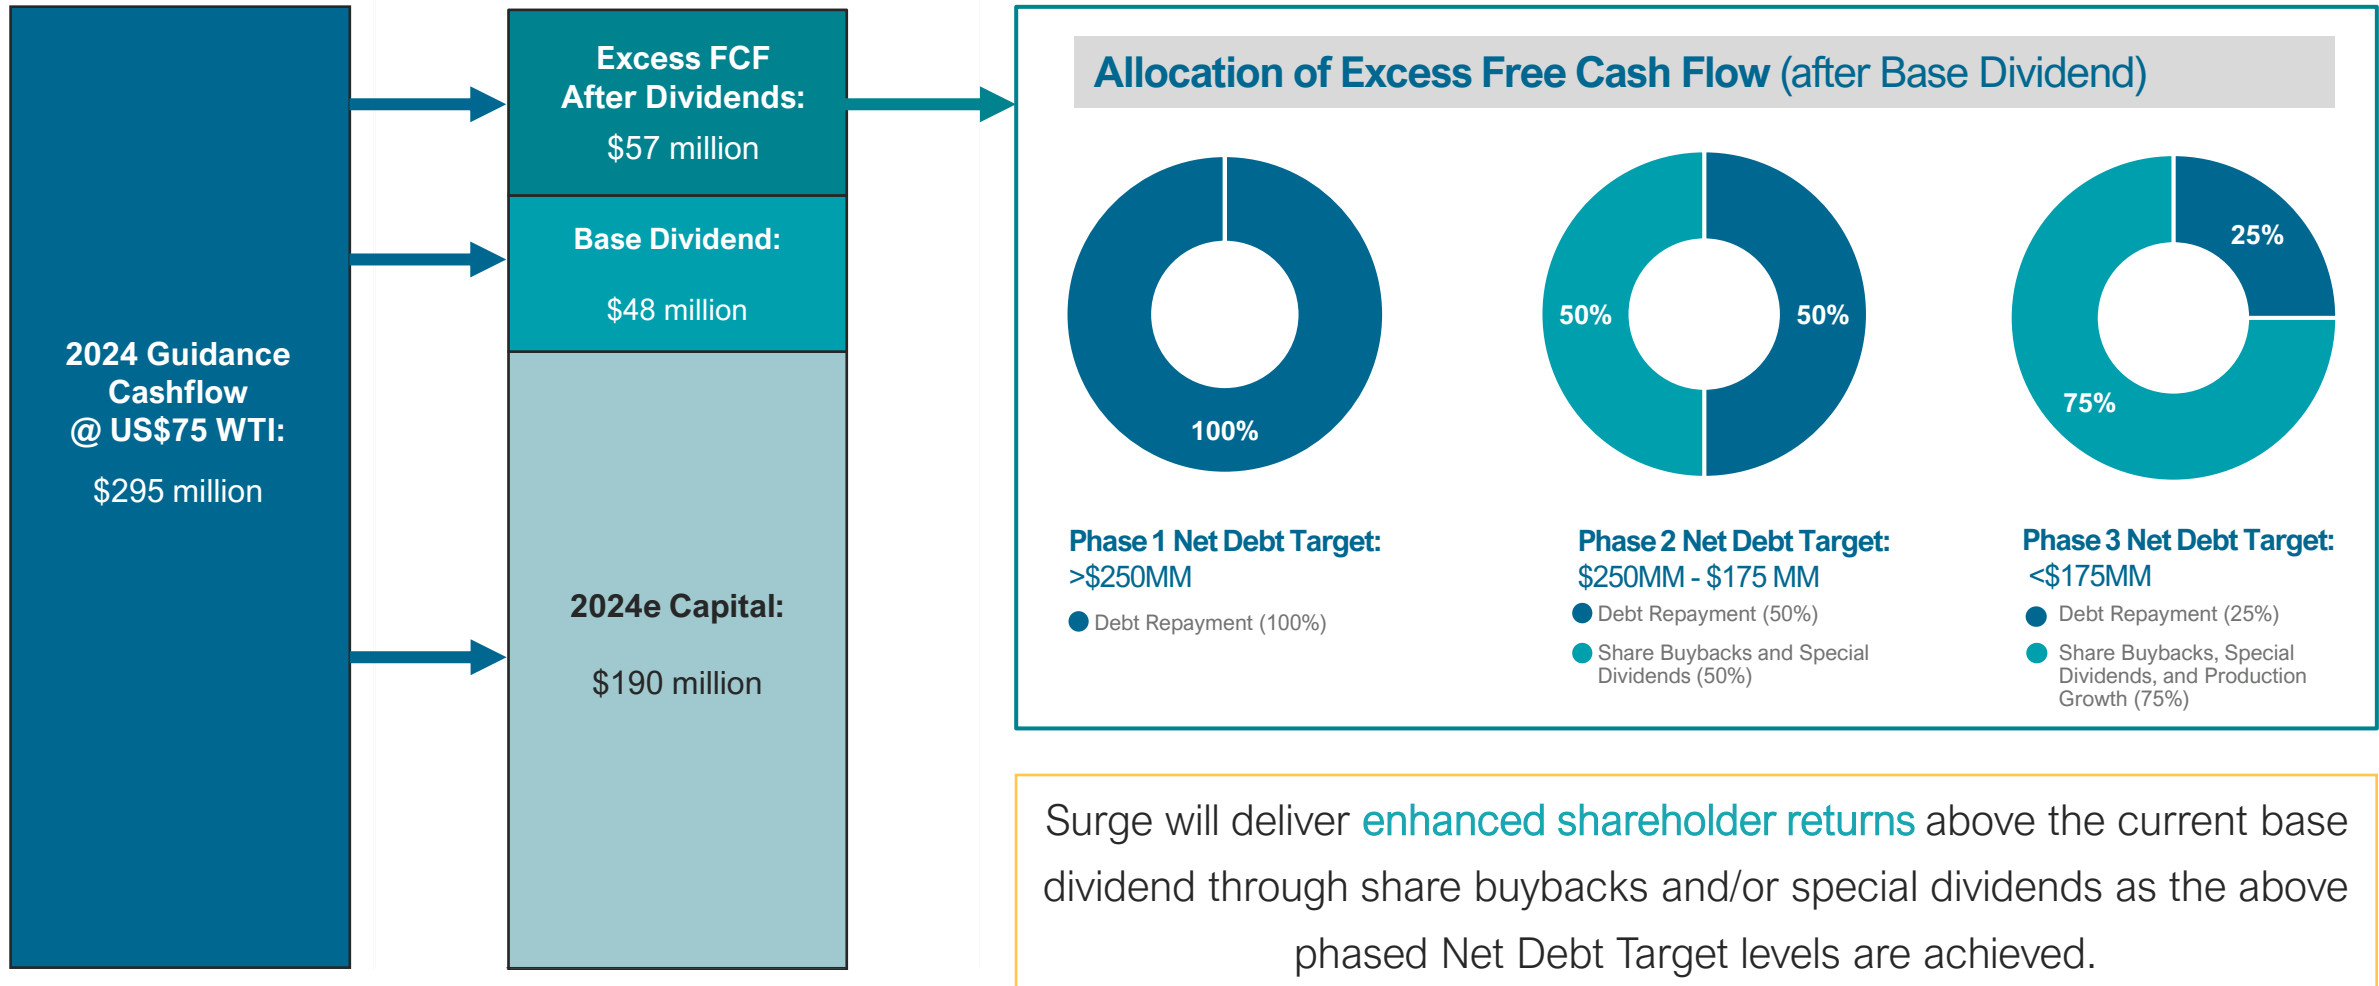 2024 Guidance
Cashflow
@ US$75 WTI:
$295 million
Excess FCF
After Dividends:
$57 million
Base Dividend:
$48 million
2024e Capital:
$190 million
Allocation of Excess Free Cash Flow (after Base Dividend)
100%
50%
50%
25%
75%
Phase 1 Net Debt Target:
>$250MM
Debt Repayment (100%)
Phase 2 Net Debt Target:
$250MM - $175 MM
Debt Repayment (50%)
Share Buybacks and Special
Dividends (50%)
Phase 3 Net Debt Target:
<$175MM
Debt Repayment (25%)
Share Buybacks, Special
Dividends, and Production
Growth (75%)
Surge will deliver enhanced shareholder returns above the current base
dividend through share buybacks and/or special dividends as the above
phased Net Debt Target levels are achieved.